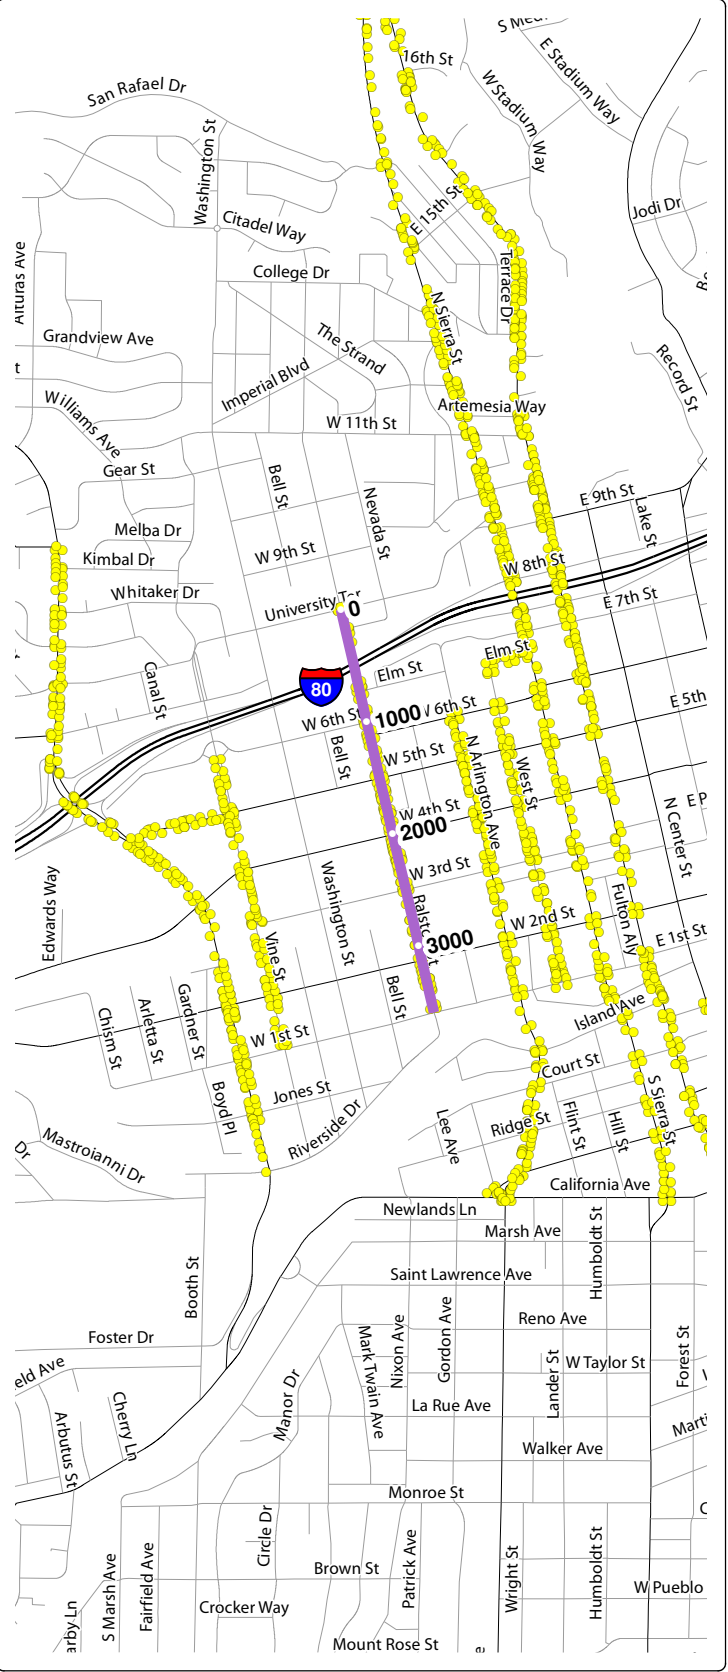 S Mea
16th St
E Stadium Way
W Stadium Way
San Rafael Dr
Washington St
E 15th St
Jodi Dr
Citadel Way
Alturas Ave
College Dr
Terrace Dr
N Sierra St
Grandview Ave
The Strand
Record St
t
Imperial Blvd
Williams Ave
Artemesia Way
W 11th St
Gear St
Bell St
Nevada St
E 9th St
Lake St
Melba Dr
W 9th St
Kimbal Dr
W 8th St
Whitaker Dr
University Ter
0
E 7th St
Elm St
Elm St
Canal St
80
W 6th St
1000
W 6th St
E 5th
Bell St
W 5th St
N Arlington Ave
West St
W 4th St
2000
E P
N Center St
W 3rd St
Edwards Way
Washington St
Ralston St
Fulton Aly
W 2nd St
Vine St
3000
E 1st St
Bell St
Chism St
Arletta St
Gardner St
W 1st St
Island Ave
Court St
Boyd Pl
Jones St
Riverside Dr
Lee Ave
Ridge St
Flint St
Hill St
S Sierra St
Dr
Mastroianni Dr
California Ave
Newlands Ln
Marsh Ave
Humboldt St
Booth St
Saint Lawrence Ave
Reno Ave
Foster Dr
Mark Twain Ave
Nixon Ave
Gordon Ave
Lander St
W Taylor St
Forest St
eld Ave
Manor Dr
La Rue Ave
Arbutus St
Cherry Ln
Marti
Walker Ave
Monroe St
Circle Dr
Brown St
Patrick Ave
Wright St
Humboldt St
W Pueblo
S Marsh Ave
Fairfield Ave
Crocker Way
arby Ln
Mount Rose St
e